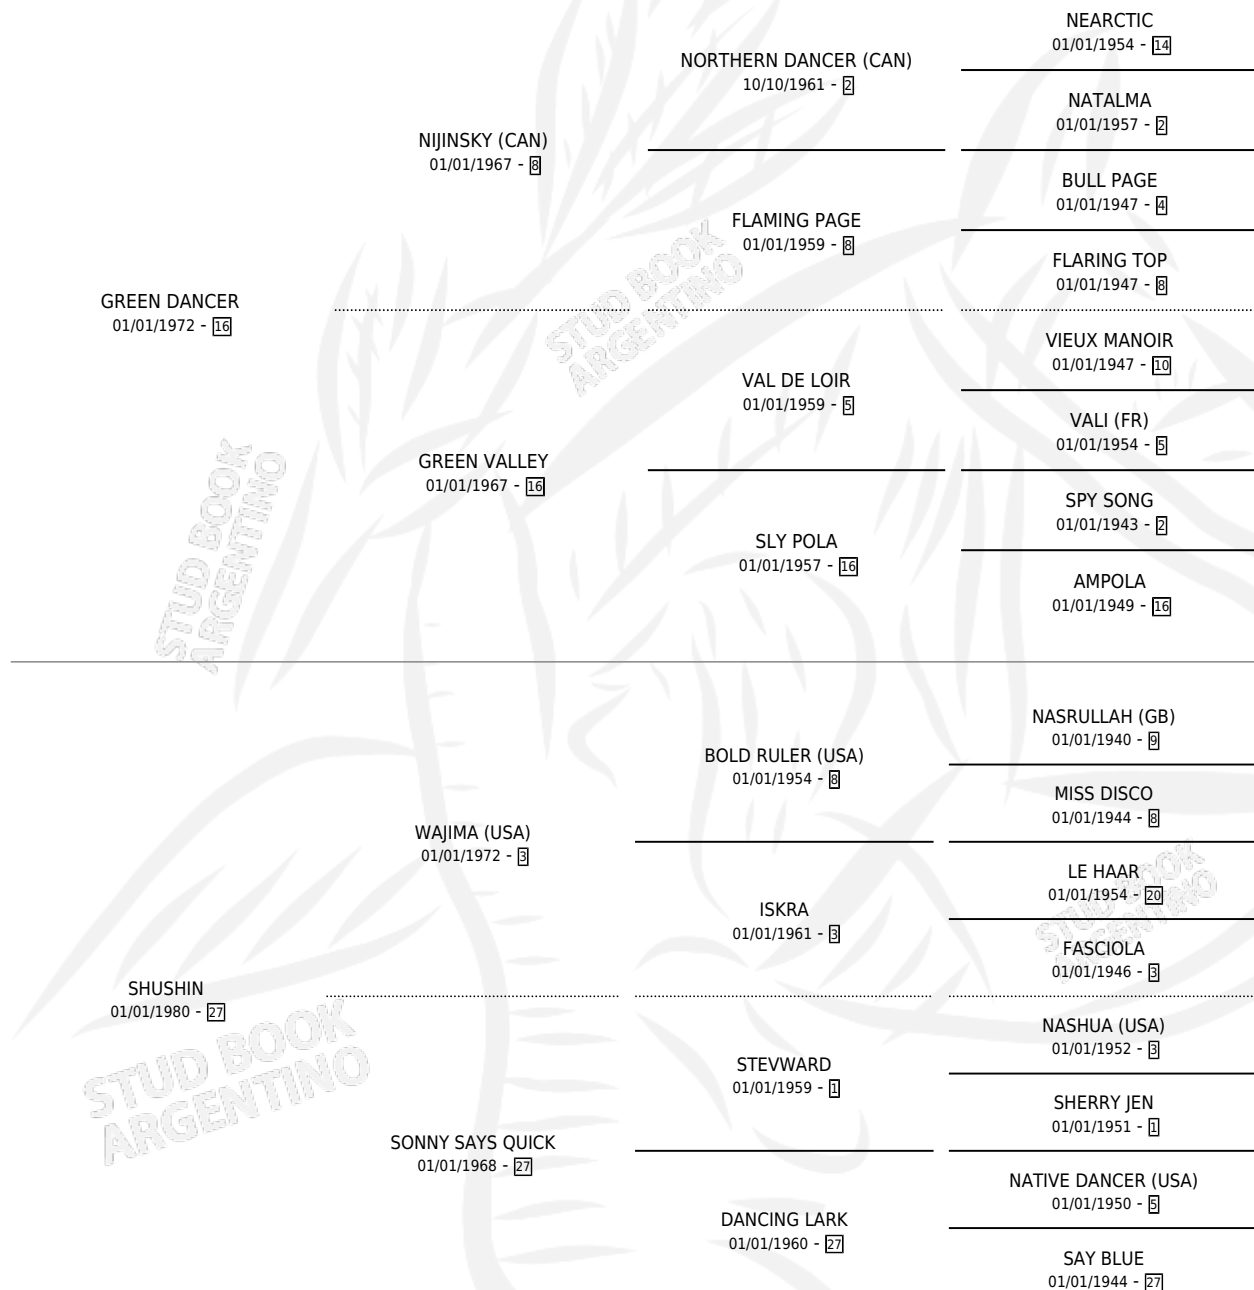 NEARCTIC
01/01/1954 - 14
NORTHERN DANCER (CAN)
10/10/1961 - 2
NATALMA
01/01/1957 - 2
NIJINSKY (CAN)
01/01/1967 - 8
BULL PAGE
01/01/1947 - 4
FLAMING PAGE
01/01/1959 - 8
FLARING TOP
01/01/1947 - 8
GREEN DANCER
01/01/1972 - 16
STUD BOOK
ARGENTINO
VIEUX MANOIR
01/01/1947 - 10
VAL DE LOIR
01/01/1959 - 5
VALI (FR)
01/01/1954 - 5
GREEN VALLEY
01/01/1967 - 16
SPY SONG
01/01/1943 - 2
SLY POLA
01/01/1957 - 16
AMPOLA
01/01/1949 - 16
STUD BOOK
ARGENTINO
NASRULLAH (GB)
01/01/1940 - 9
BOLD RULER (USA)
01/01/1954 - 8
MISS DISCO
01/01/1944 - 8
WAJIMA (USA)
01/01/1972 - 3
LE HAAR
01/01/1954 - 20
ISKRA
01/01/1961 - 3
FASCIOLA
01/01/1946 - 3
STUD BOOK
ARGENTINO
SHUSHIN
01/01/1980 - 27
NASHUA (USA)
01/01/1952 - 3
STEVWARD
01/01/1959 - 1
SHERRY JEN
01/01/1951 - 1
STUD BOOK
ARGENTINO
SONNY SAYS QUICK
01/01/1968 - 27
NATIVE DANCER (USA)
01/01/1950 - 5
DANCING LARK
01/01/1960 - 27
SAY BLUE
01/01/1944 - 27